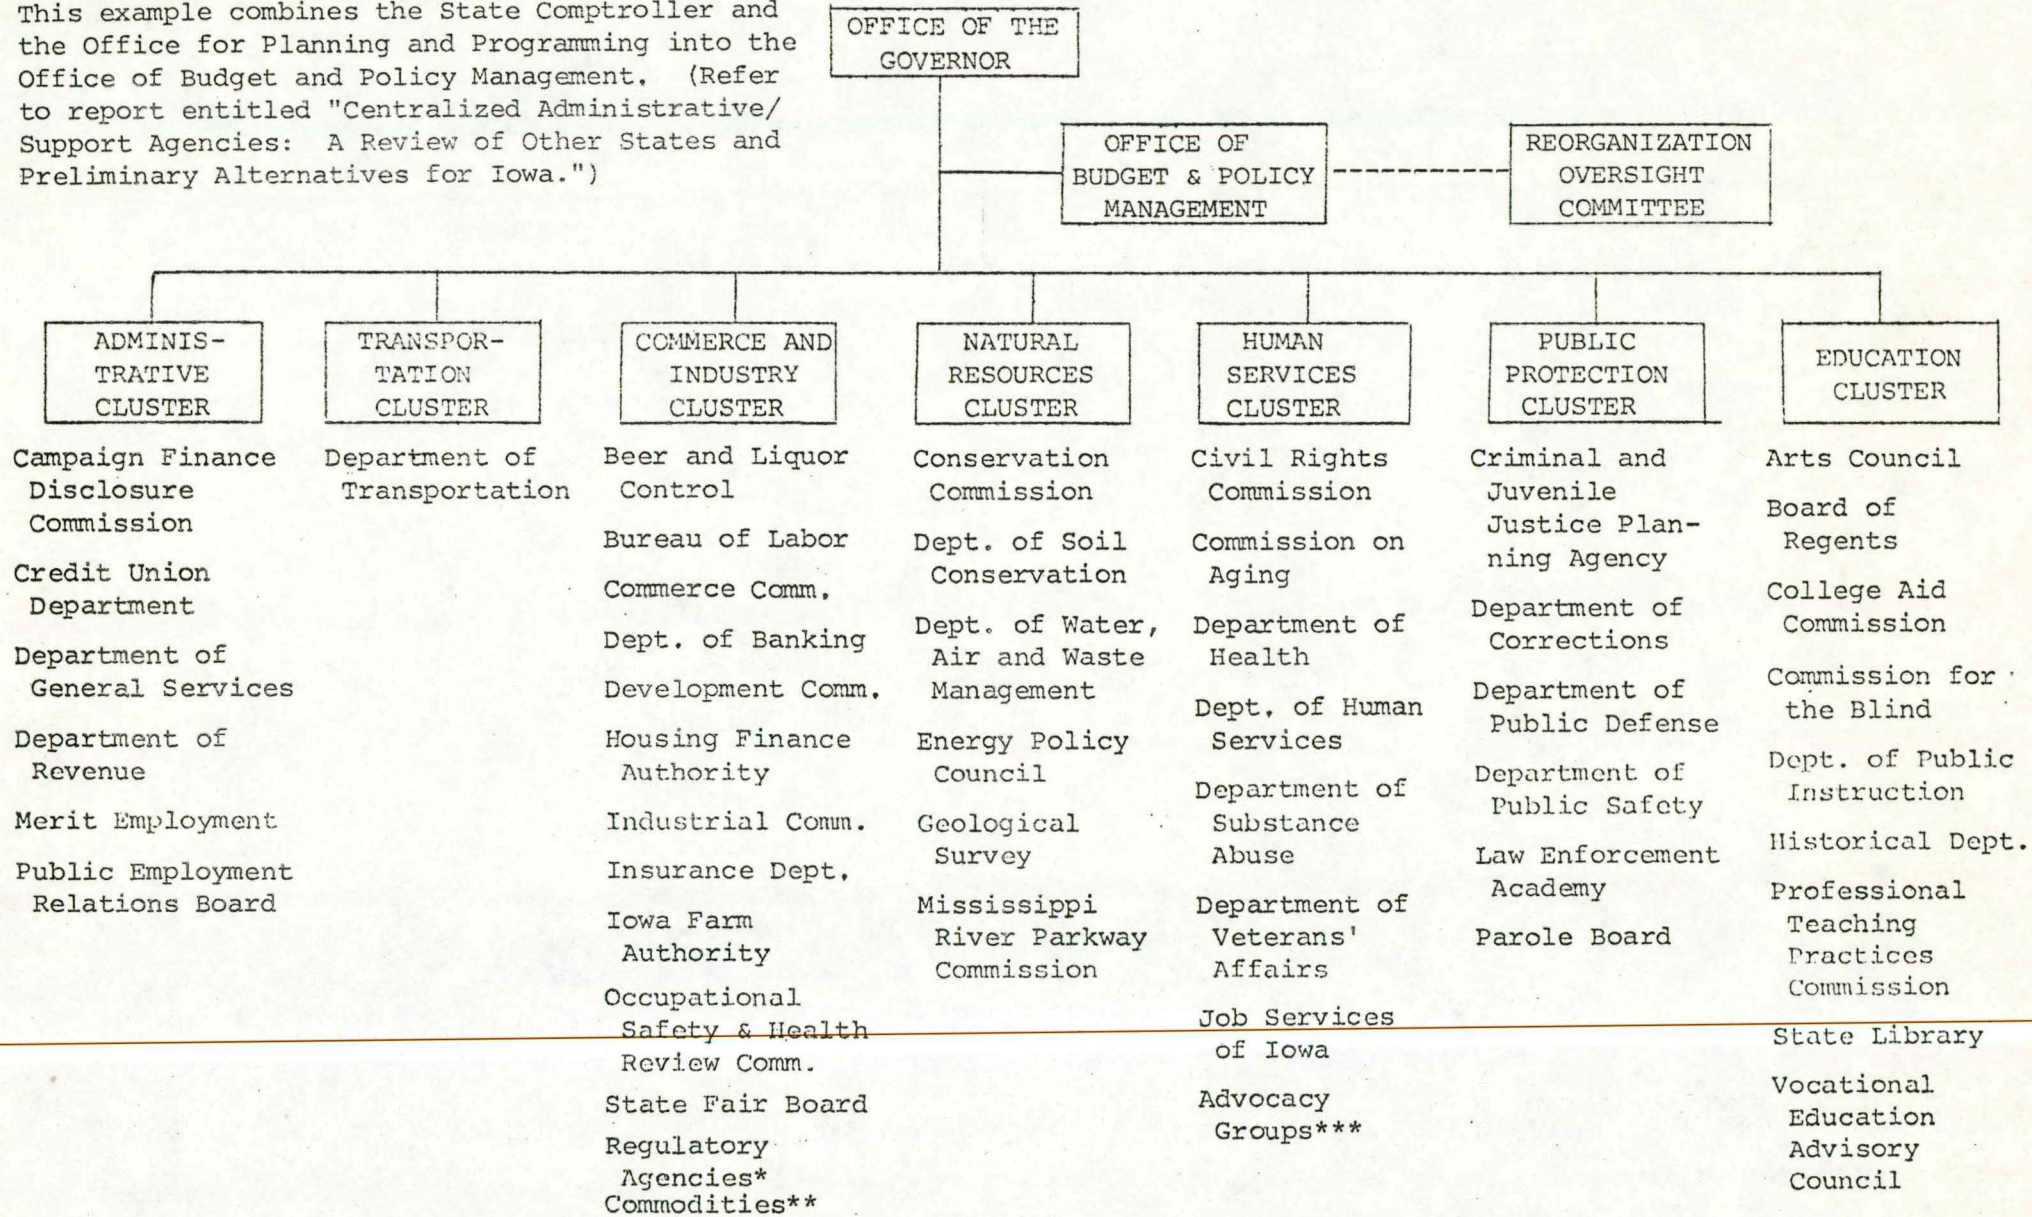 This example combines the State Comptroller and
the Office for Planning and Programming into the
Office of Budget and Policy Management. (Refer
to report entitled "Centralized Administrative/
Support Agencies: A Review of Other States and
Preliminary Alternatives for Iowa.")
OFFICE OF THE
GOVERNOR
OFFICE OF
BUDGET & POLICY
MANAGEMENT
REORGANIZATION
OVERSIGHT
COMMITTEE
ADMINIS-
TRATIVE
CLUSTER
Campaign Finance
Disclosure
Commission
Credit Union
Department
Department of
General Services
Department of
Revenue
Merit Employment
Public Employment
Relations Board
TRANSPOR-
TATION
CLUSTER
Department of
Transportation
COMMERCE AND
INDUSTRY
CLUSTER
Beer and Liquor
Control
Bureau of Labor
Commerce Comm.
Dept. of Banking
Development Comm.
Housing Finance
Authority
Industrial Comm.
Insurance Dept.
Iowa Farm
Authority
Occupational
Safety & Health
Review Comm.
State Fair Board
Regulatory
Agencies*
Commodities**
NATURAL
RESOURCES
CLUSTER
Conservation
Commission
Dept. of Soil
Conservation
Dept. of Water,
Air and Waste
Management
Energy Policy
Council
Geological
Survey
Mississippi
River Parkway
Commission
HUMAN
SERVICES
CLUSTER
Civil Rights
Commission
Commission on
Aging
Department of
Health
Dept. of Human
Services
Department of
Substance
Abuse
Department of
Veterans'
Affairs
Job Services
of Iowa
Advocacy
Groups***
PUBLIC
PROTECTION
CLUSTER
Criminal and
Juvenile
Justice Plan-
ning Agency
Department of
Corrections
Department of
Public Defense
Department of
Public Safety
Law Enforcement
Academy
Parole Board
EDUCATION
CLUSTER
Arts Council
Board of
Regents
College Aid
Commission
Commission for
the Blind
Dept. of Public
Instruction
Historical Dept.
Professional
Teaching
Practices
Commission
State Library
Vocational
Education
Advisory
Council